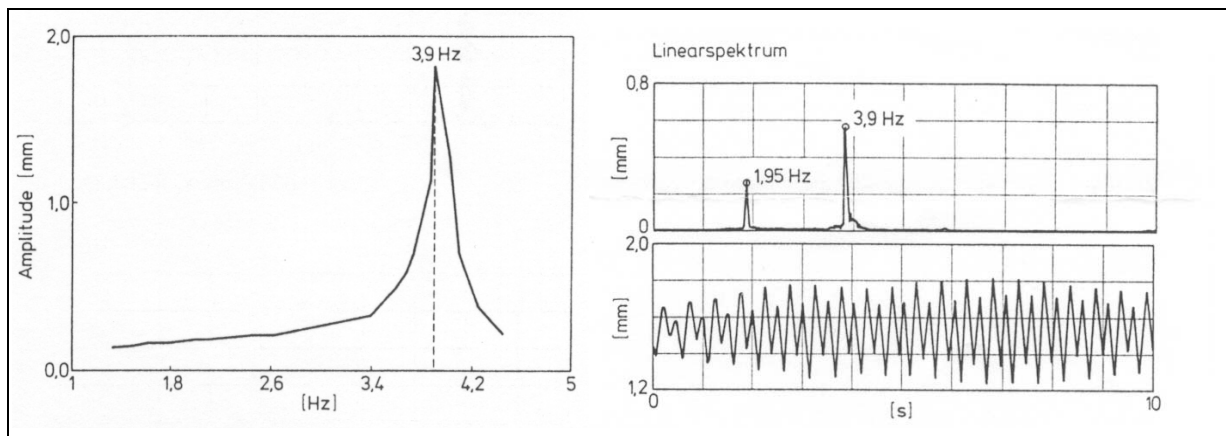 2,0
1,0
0,0
Amplitude [mm]
3,9 Hz
1
1,8
2,6
3,4
4,2
5
[Hz]
Linearspektrum
0,8
[mm]
0
1,95 Hz
3,9 Hz
2,0
[mm]
1,2
0
[s]
10